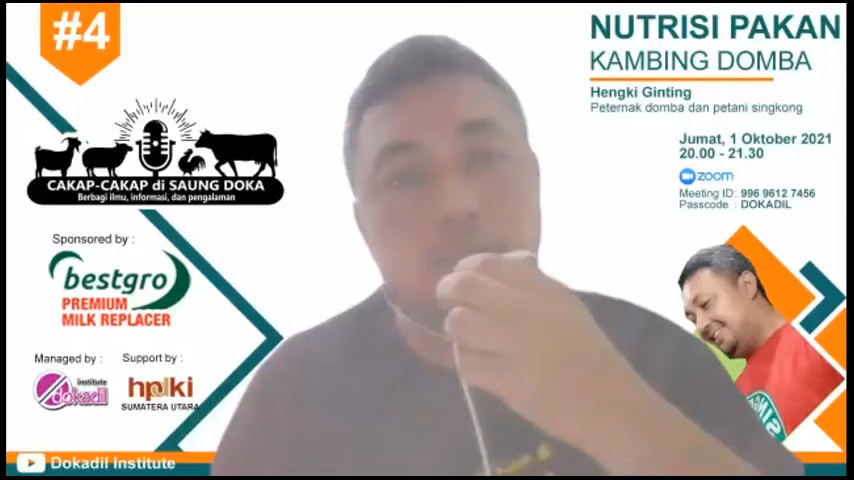 #4
CAKAP-CAKAP di SAUNG DOKA
Berbagi ilmu, informasi, dan pengalaman
Sponsored by :
bestgro
PREMIUM
MILK REPLACER
Managed by :
institute
dokadil
Support by :
hpdki
SUMATERA UTARA
Dokadil Institute
NUTRISI PAKAN
KAMBING DOMBA
Hengki Ginting
Peternak domba dan petani singkong
Jumat, 1 Oktober 2021
20.00 - 21.30
zoom
Meeting ID: 996 9612 7456
Passcode : DOKADIL